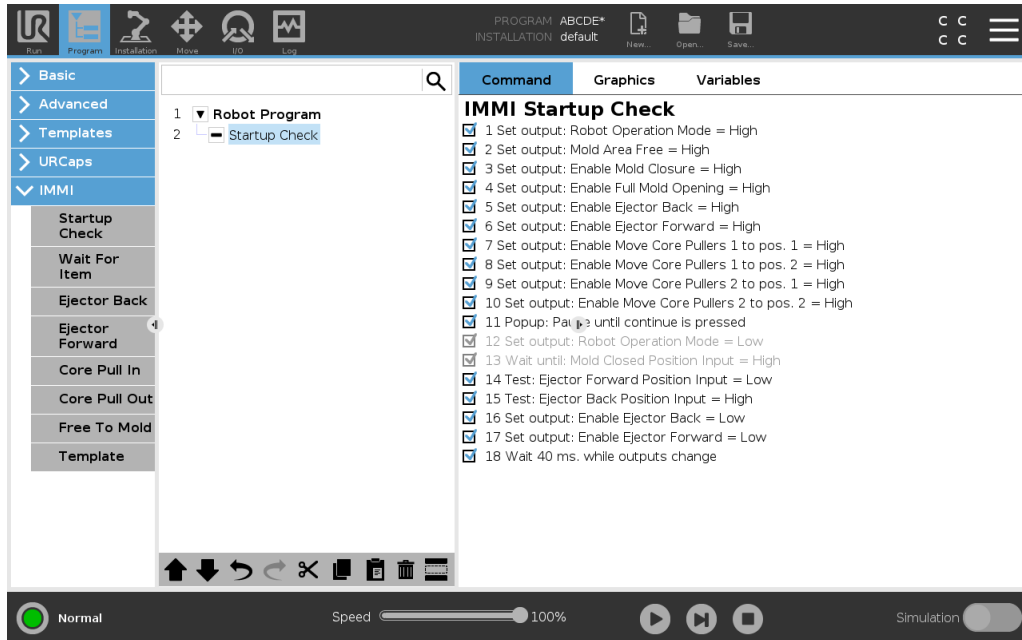 UR
Run
Program
Installation
Move
I/O
Log
PROGRAM ABCDE*
INSTALLATION default
New...
Open...
Save...
C C
C C
Basic
Advanced
Templates
URCaps
IMMI
Startup
Check
Wait For
Item
Ejector Back
Ejector
Forward
Core Pull In
Core Pull Out
Free To Mold
Template
1 Robot Program
2 Startup Check
Command Graphics Variables
IMMI Startup Check
1 Set output: Robot Operation Mode = High
2 Set output: Mold Area Free = High
3 Set output: Enable Mold Closure = High
4 Set output: Enable Full Mold Opening = High
5 Set output: Enable Ejector Back = High
6 Set output: Enable Ejector Forward = High
7 Set output: Enable Move Core Pullers 1 to pos. 1 = High
8 Set output: Enable Move Core Pullers 1 to pos. 2 = High
9 Set output: Enable Move Core Pullers 2 to pos. 1 = High
10 Set output: Enable Move Core Pullers 2 to pos. 2 = High
11 Popup: Pause until continue is pressed
12 Set output: Robot Operation Mode = Low
13 Wait until: Mold Closed Position Input = High
14 Test: Ejector Forward Position Input = Low
15 Test: Ejector Back Position Input = High
16 Set output: Enable Ejector Back = Low
17 Set output: Enable Ejector Forward = Low
18 Wait 40 ms. while outputs change
Normal
Speed 100%
Simulation